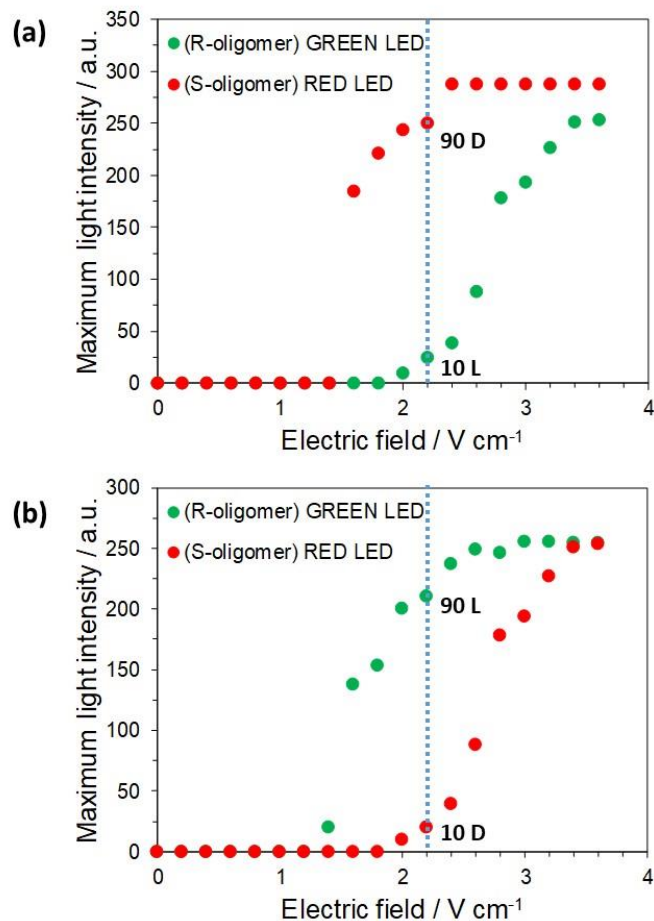 (a)
350
300
250
200
150
100
50
0
Maximum light intensity / a.u.
(R-oligomer) GREEN LED
(S-oligomer) RED LED
90 D
10 L
0 1 2 3 4
Electric field / V cm⁻¹
(b)
300
250
200
150
100
50
0
Maximum light intensity / a.u.
(R-oligomer) GREEN LED
(S-oligomer) RED LED
90 L
10 D
0 1 2 3 4
Electric field / V cm⁻¹